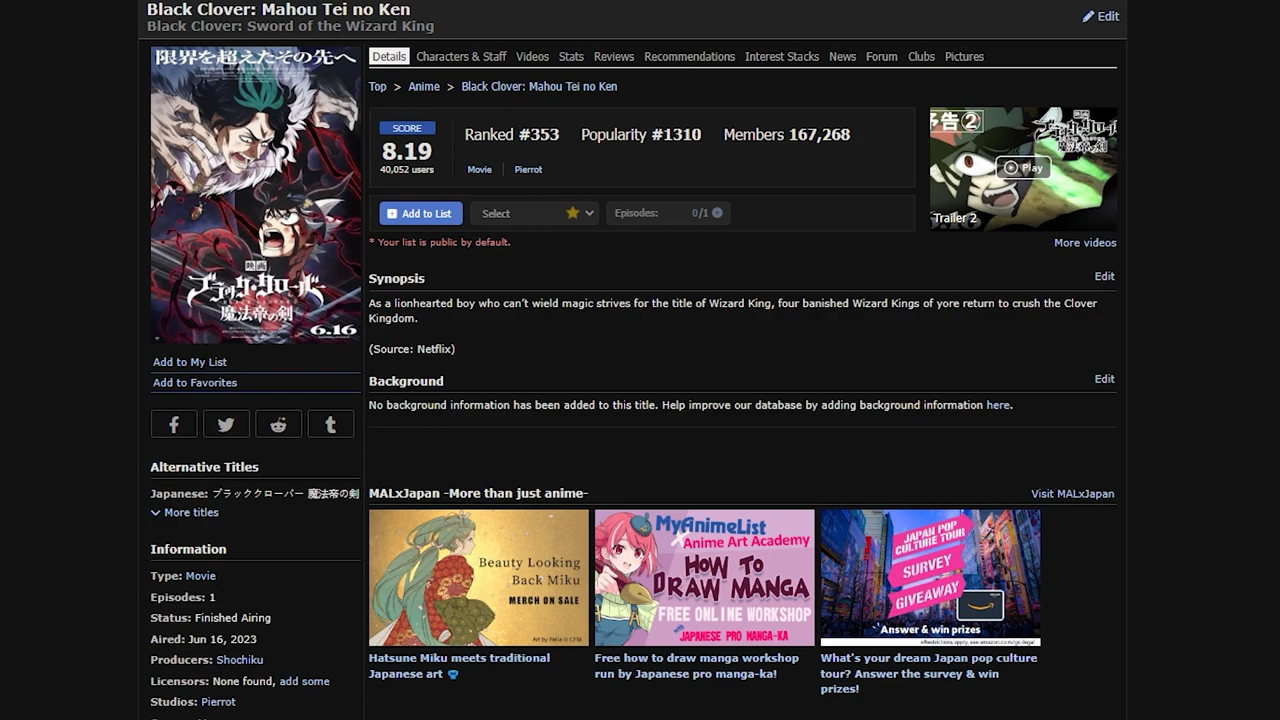 Black Clover: Mahou Tei no Ken
Black Clover: Sword of the Wizard King
Edit
限界を超えたその先へ
映画
ブラッククローバー
魔法帝の剣
6.16
Details Characters & Staff Videos Stats Reviews Recommendations Interest Stacks News Forum Clubs Pictures
Top > Anime > Black Clover: Mahou Tei no Ken
SCORE
8.19
40,052 users
Ranked #353 Popularity #1310 Members 167,268
Movie Pierrot
予告②
Play
Trailer 2
Add to List
Select
Episodes: 0/1
* Your list is public by default.
More videos
Synopsis
Edit
As a lionhearted boy who can’t wield magic strives for the title of Wizard King, four banished Wizard Kings of yore return to crush the Clover
Kingdom.
(Source: Netflix)
Background
Edit
No background information has been added to this title. Help improve our database by adding background information here.
Add to My List
Add to Favorites
Alternative Titles
Japanese: ブラッククローバー 魔法帝の剣
More titles
Information
Type: Movie
Episodes: 1
Status: Finished Airing
Aired: Jun 16, 2023
Producers: Shochiku
Licensors: None found, add some
Studios: Pierrot
MALxJapan -More than just anime-
Visit MALxJapan
Beauty Looking
Back Miku
MERCH ON SALE
Hatsune Miku meets traditional
Japanese art
MyAnimeList
Anime Art Academy
HOW TO
DRAW MANGA
FREE ONLINE WORKSHOP
JAPANESE PRO MANGA-KA
Free how to draw manga workshop
run by Japanese pro manga-ka!
JAPAN POP
CULTURE TOUR
SURVEY
GIVEAWAY
Answer & win prizes
What's your dream Japan pop culture
tour? Answer the survey & win
prizes!